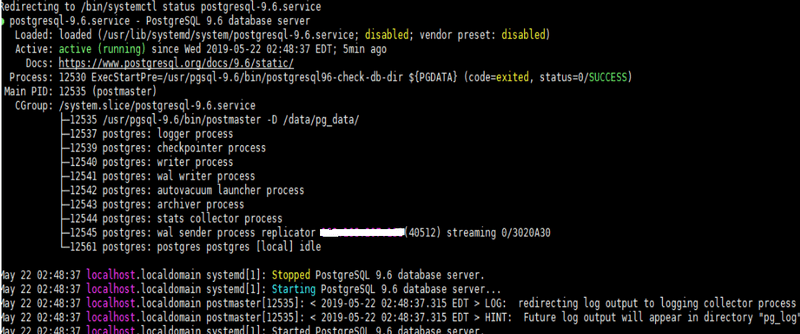 Redirecting to /bin/systemctl status postgresql-9.6.service
● postgresql-9.6.service - PostgreSQL 9.6 database server
Loaded: loaded (/usr/lib/systemd/system/postgresql-9.6.service; disabled; vendor preset: disabled)
Active: active (running) since Wed 2019-05-22 02:48:37 EDT; 5min ago
Docs: https://www.postgresql.org/docs/9.6/static/
Process: 12530 ExecStartPre=/usr/pgsql-9.6/bin/postgresql96-check-db-dir ${PGDATA} (code=exited, status=0/SUCCESS)
Main PID: 12535 (postmaster)
CGroup: /system.slice/postgresql-9.6.service
├─12535 /usr/pgsql-9.6/bin/postmaster -D /data/pg_data/
├─12537 postgres: logger process
├─12539 postgres: checkpointer process
├─12540 postgres: writer process
├─12541 postgres: wal writer process
├─12542 postgres: autovacuum launcher process
├─12543 postgres: archiver process
├─12544 postgres: stats collector process
├─12545 postgres: wal sender process replicator (40512) streaming 0/3020A30
└─12561 postgres: postgres postgres [local] idle
May 22 02:48:37 localhost.localdomain systemd[1]: Stopped PostgreSQL 9.6 database server.
May 22 02:48:37 localhost.localdomain systemd[1]: Starting PostgreSQL 9.6 database server...
May 22 02:48:37 localhost.localdomain postmaster[12535]: < 2019-05-22 02:48:37.315 EDT > LOG:  redirecting log output to logging collector process
May 22 02:48:37 localhost.localdomain postmaster[12535]: < 2019-05-22 02:48:37.315 EDT > HINT:  Future log output will appear in directory "pg_log"
May 22 02:48:37 localhost.localdomain systemd[1]: Started PostgreSQL 9.6 database server.